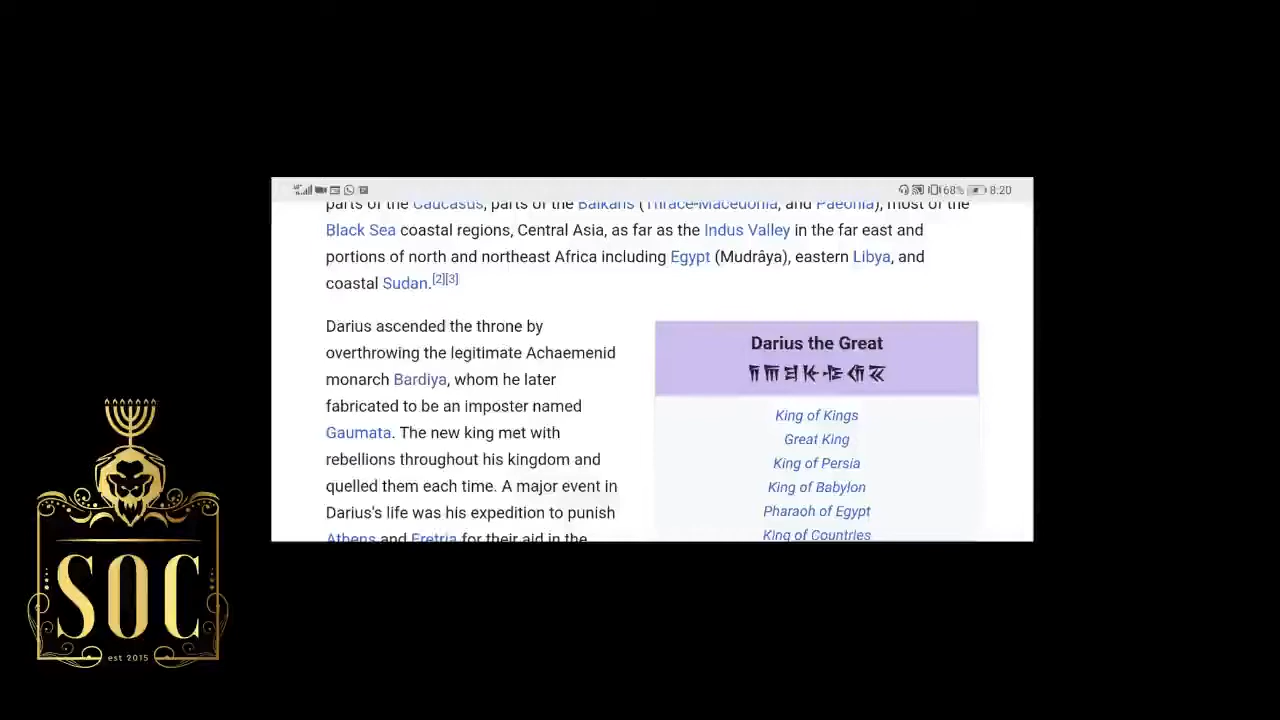 68% 8:20
parts of the Caucasus, parts of the Balkans (Thrace-Macedonia, and Paeonia), most of the
Black Sea coastal regions, Central Asia, as far as the Indus Valley in the far east and
portions of north and northeast Africa including Egypt (Mudrâya), eastern Libya, and
coastal Sudan.[2][3]
Darius ascended the throne by
overthrowing the legitimate Achaemenid
monarch Bardiya, whom he later
fabricated to be an imposter named
Gaumata. The new king met with
rebellions throughout his kingdom and
quelled them each time. A major event in
Darius's life was his expedition to punish
Athens and Eretria for their aid in the
Darius the Great
𐎭𐎠𐎼𐎹𐎺𐎢𐏁
King of Kings
Great King
King of Persia
King of Babylon
Pharaoh of Egypt
King of Countries
SOC
est 2015